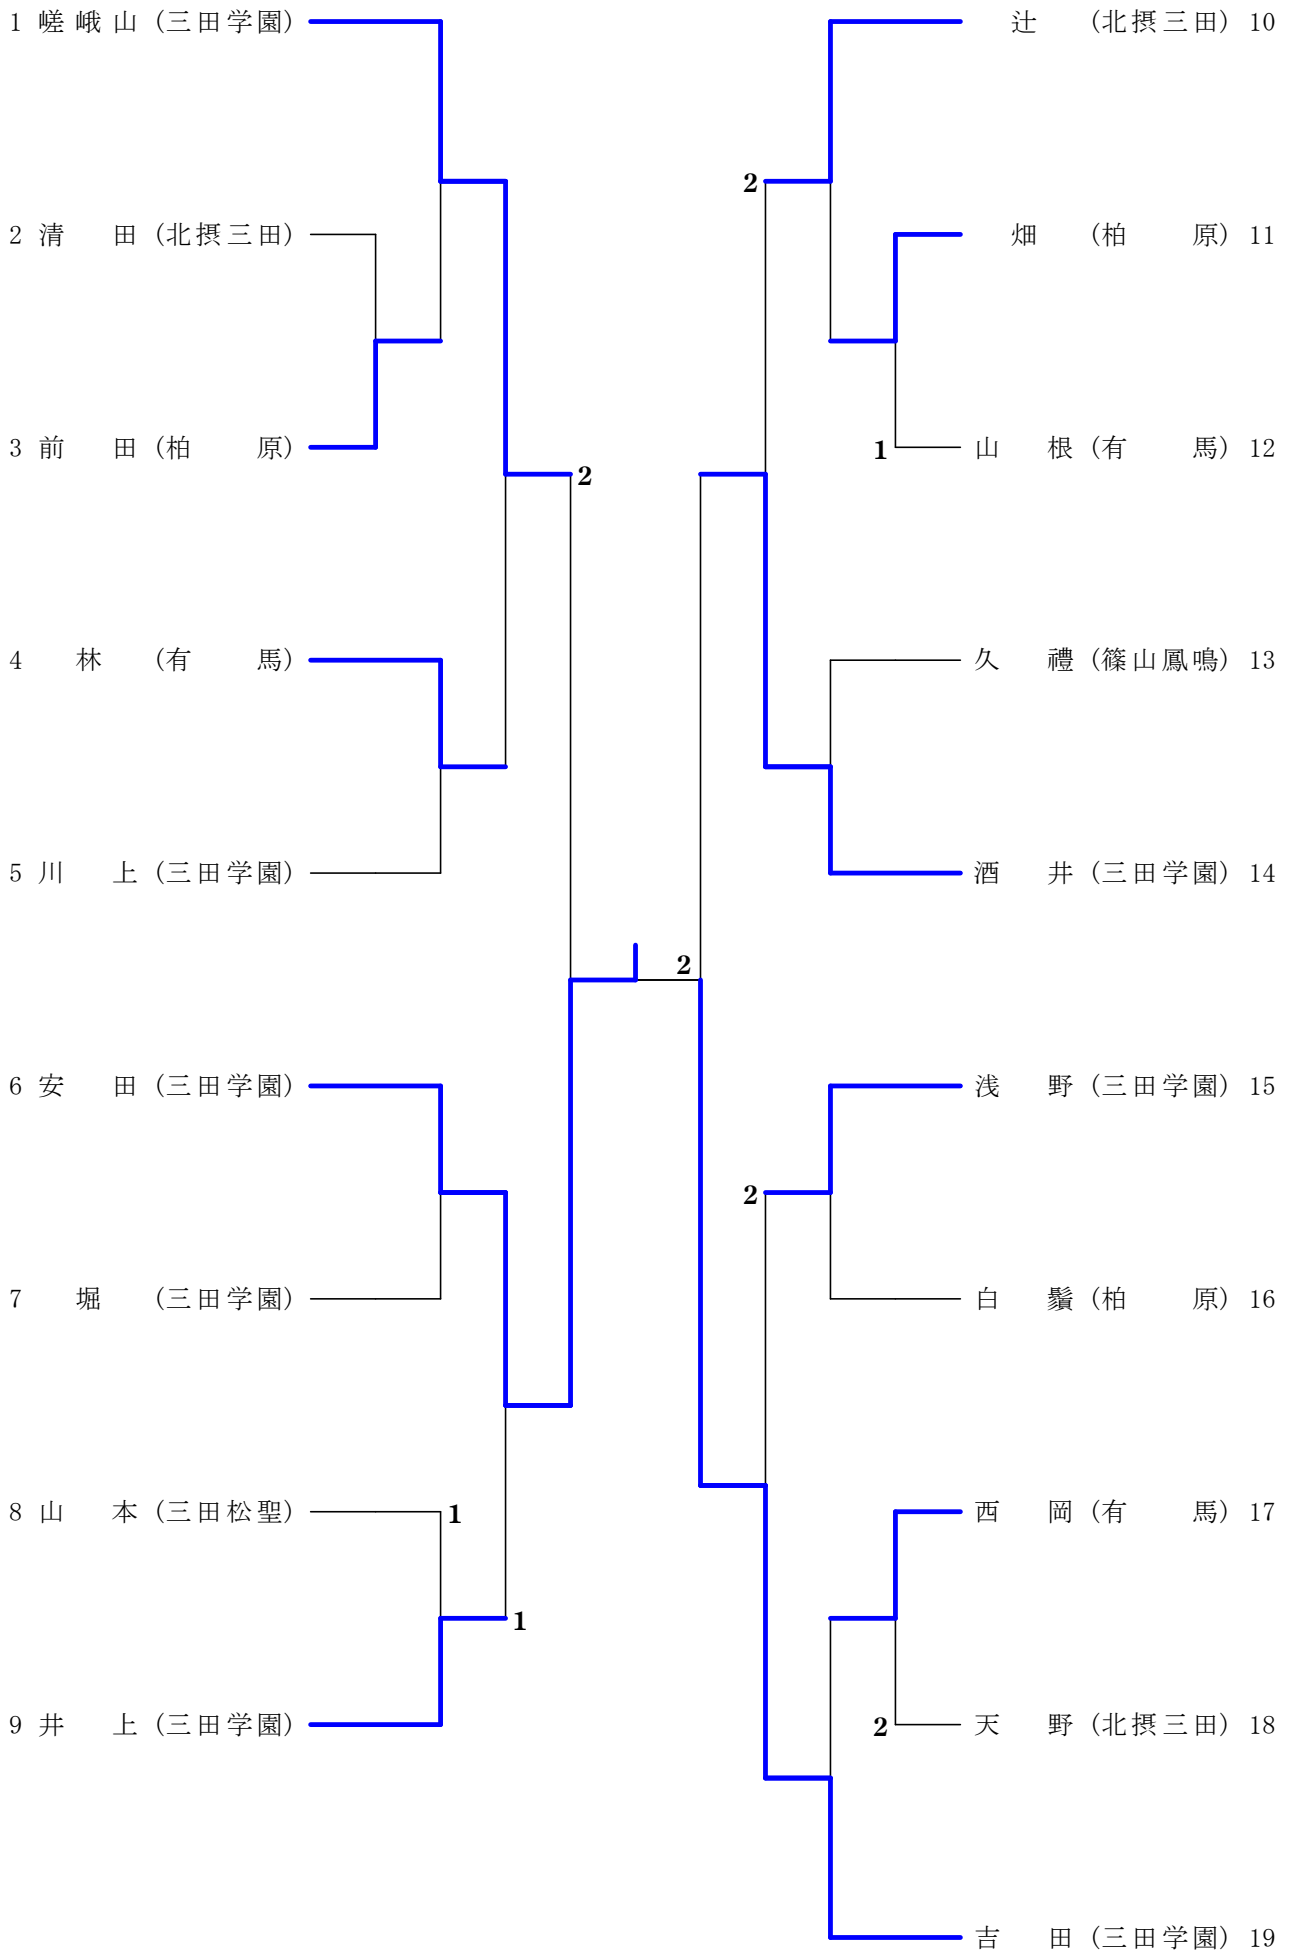 1 嵯峨山 (三田学園)
2 清田 (北摂三田)
3 前田 (柏原)
4 林 (有馬)
5 川上 (三田学園)
6 安田 (三田学園)
7 堀 (三田学園)
8 山本 (三田松聖)
9 井上 (三田学園)
2
1
1
2
2
1
2
2
2
辻 (北摂三田) 10
畑 (柏原) 11
山根 (有馬) 12
久禮 (篠山鳳鳴) 13
酒井 (三田学園) 14
浅野 (三田学園) 15
白鬚 (柏原) 16
西岡 (有馬) 17
天野 (北摂三田) 18
吉田 (三田学園) 19